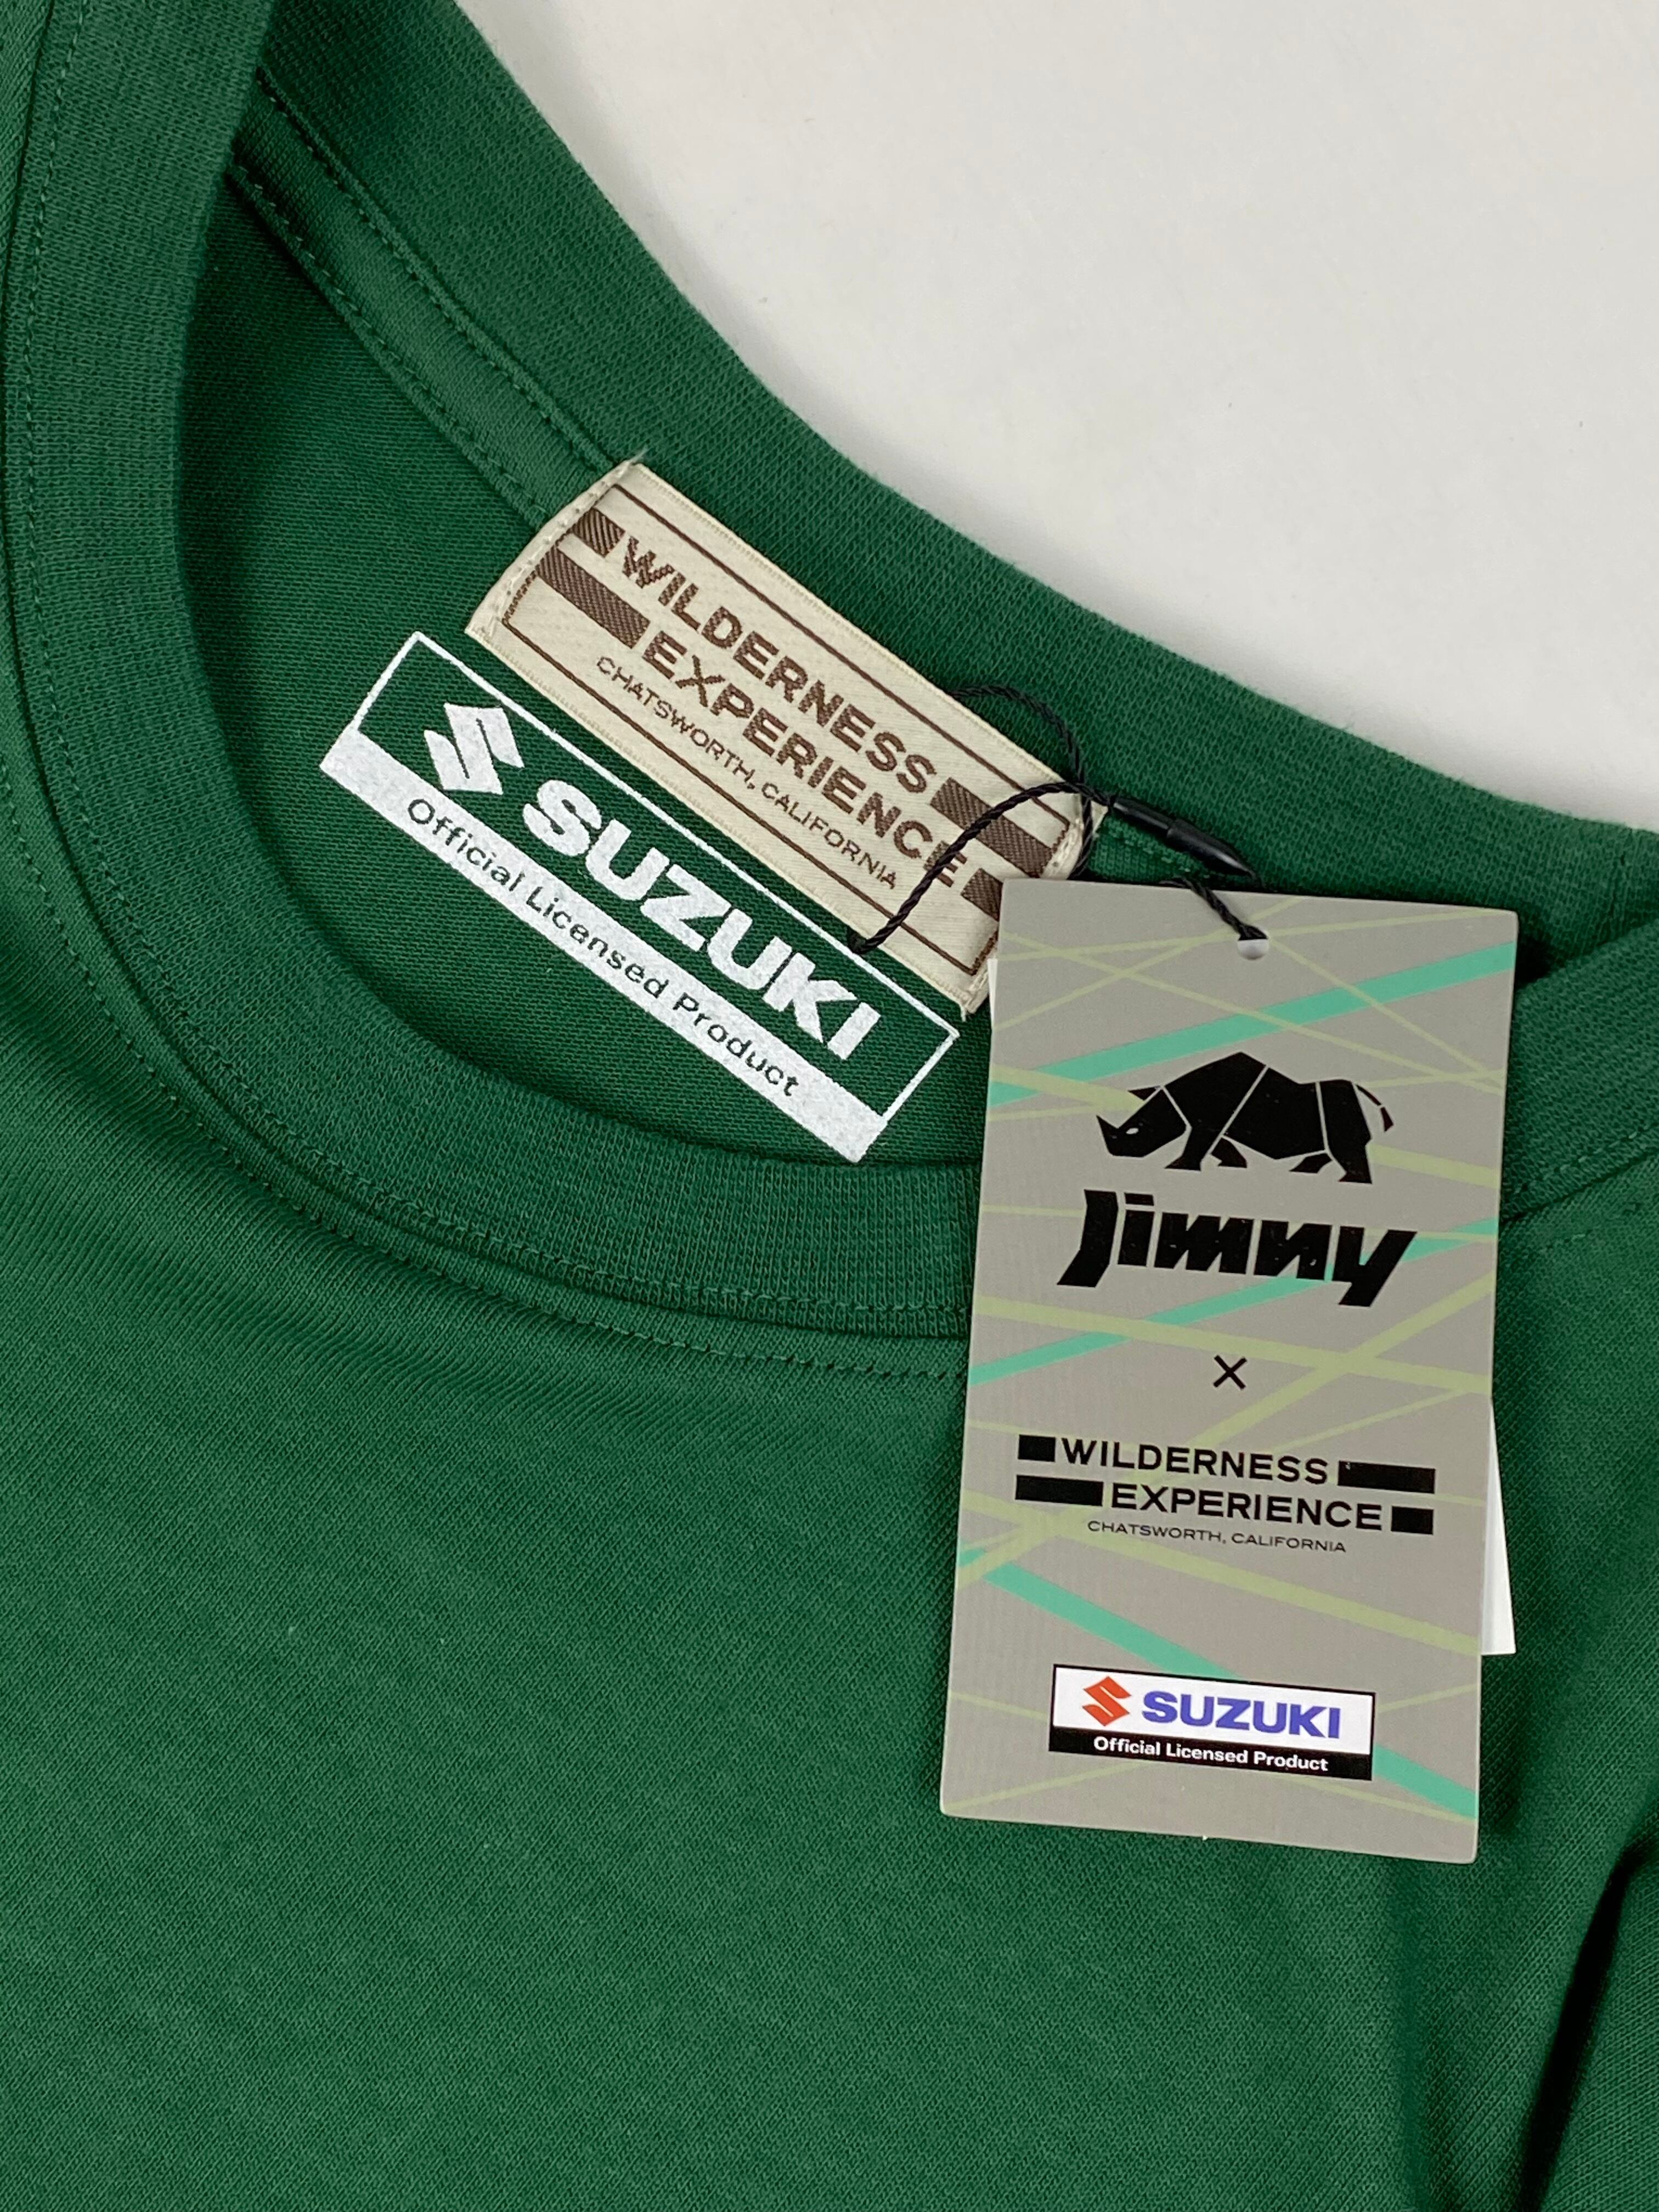 WILDERNESS
EXPERIENCE
CHATSWORTH, CALIFORNIA
SUZUKI
Official Licensed Product
Jimny
×
WILDERNESS
EXPERIENCE
CHATSWORTH, CALIFORNIA
SUZUKI
Official Licensed Product